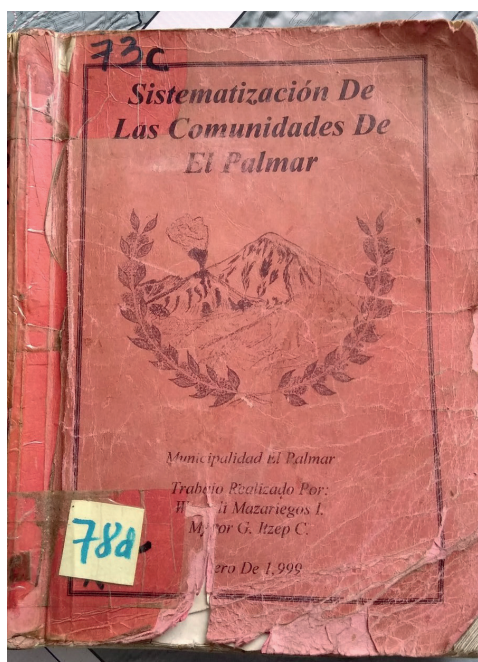 73c
Sistematización De
Las Comunidades De
El Palmar
Municipalidad El Palmar
Trabajo Realizado Por:
Mazariegos I.
G. Itzep C.
De 1,999
78d